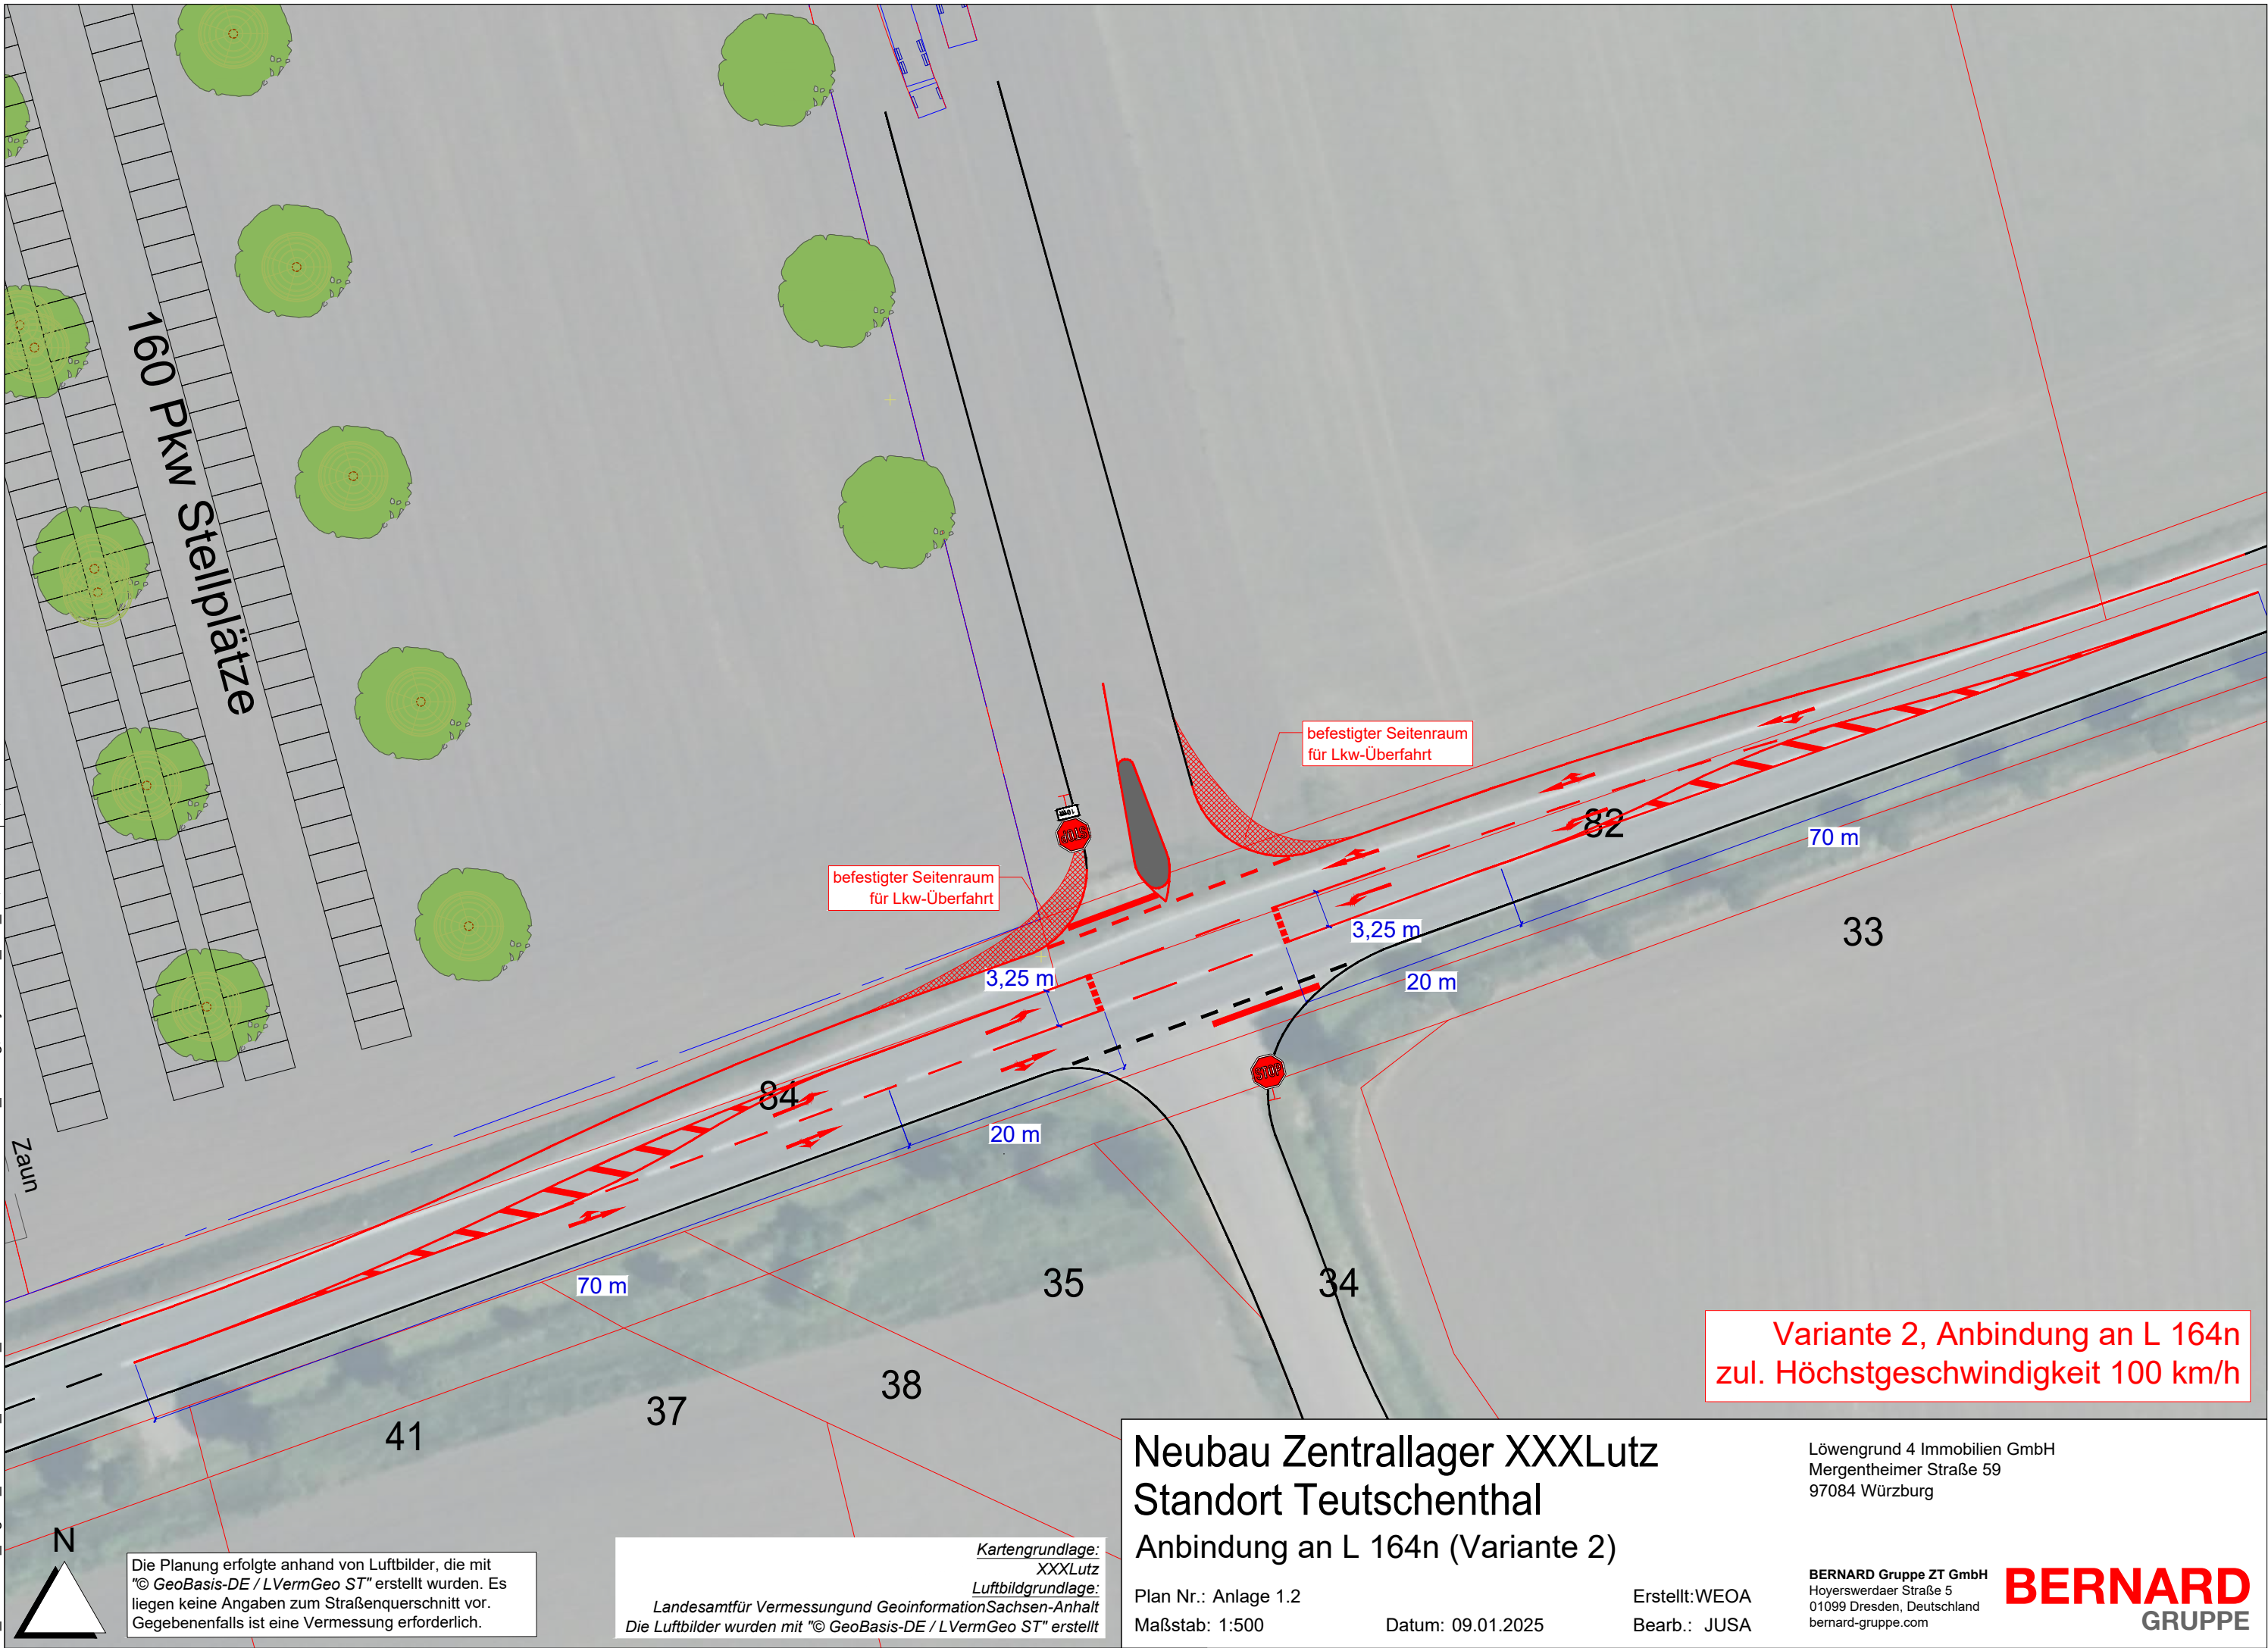 160 Pkw Stellplätze
befestigter Seitenraum
für Lkw-Überfahrt
STOP
82
70 m
befestigter Seitenraum
für Lkw-Überfahrt
3,25 m
33
3,25 m
20 m
STOP
84
20 m
Zaun
70 m
35
34
38
37
41
Variante 2, Anbindung an L 164n
zul. Höchstgeschwindigkeit 100 km/h
N
Die Planung erfolgte anhand von Luftbilder, die mit
"© GeoBasis-DE / LVermGeo ST" erstellt wurden. Es
liegen keine Angaben zum Straßenquerschnitt vor.
Gegebenenfalls ist eine Vermessung erforderlich.
Kartengrundlage:
XXXLutz
Luftbildgrundlage:
Landesamtfür Vermessungund GeoinformationSachsen-Anhalt
Die Luftbilder wurden mit "© GeoBasis-DE / LVermGeo ST" erstellt
Neubau Zentrallager XXXLutz
Standort Teutschenthal
Anbindung an L 164n (Variante 2)
Plan Nr.: Anlage 1.2
Erstellt:WEOA
Maßstab: 1:500
Datum: 09.01.2025
Bearb.: JUSA
Löwengrund 4 Immobilien GmbH
Mergentheimer Straße 59
97084 Würzburg
BERNARD Gruppe ZT GmbH
Hoyerswerdaer Straße 5
01099 Dresden, Deutschland
bernard-gruppe.com
BERNARD
GRUPPE